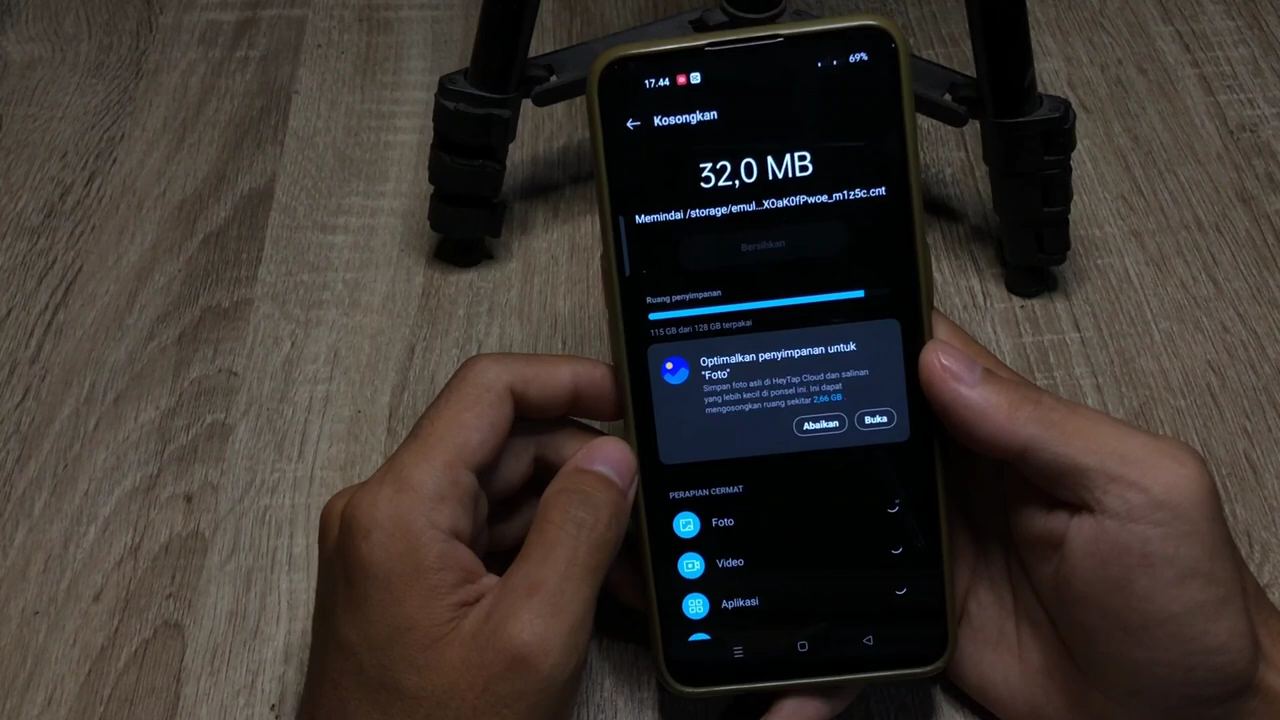 17.44
69%
Kosongkan
32,0 MB
Memindai /storage/emul...XOaK0fPwoe_m1z5c.cnt
Bersihkan
Ruang penyimpanan
115 GB dari 128 GB terpakai
Optimalkan penyimpanan untuk
"Foto"
Simpan foto asli di HeyTap Cloud dan salinan
yang lebih kecil di ponsel ini. Ini dapat
mengosongkan ruang sekitar 2,66 GB .
Abaikan
Buka
PERAPIAN CERMAT
Foto
Video
Aplikasi